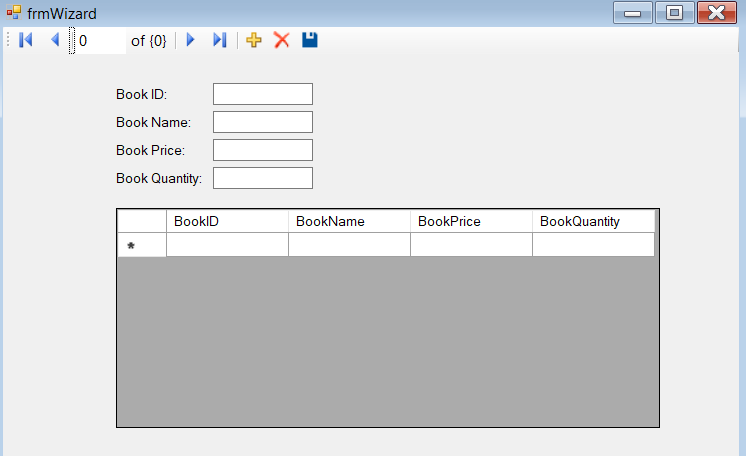 frmWizard
0 of {0}
Book ID:
Book Name:
Book Price:
Book Quantity:
BookID BookName BookPrice BookQuantity
*